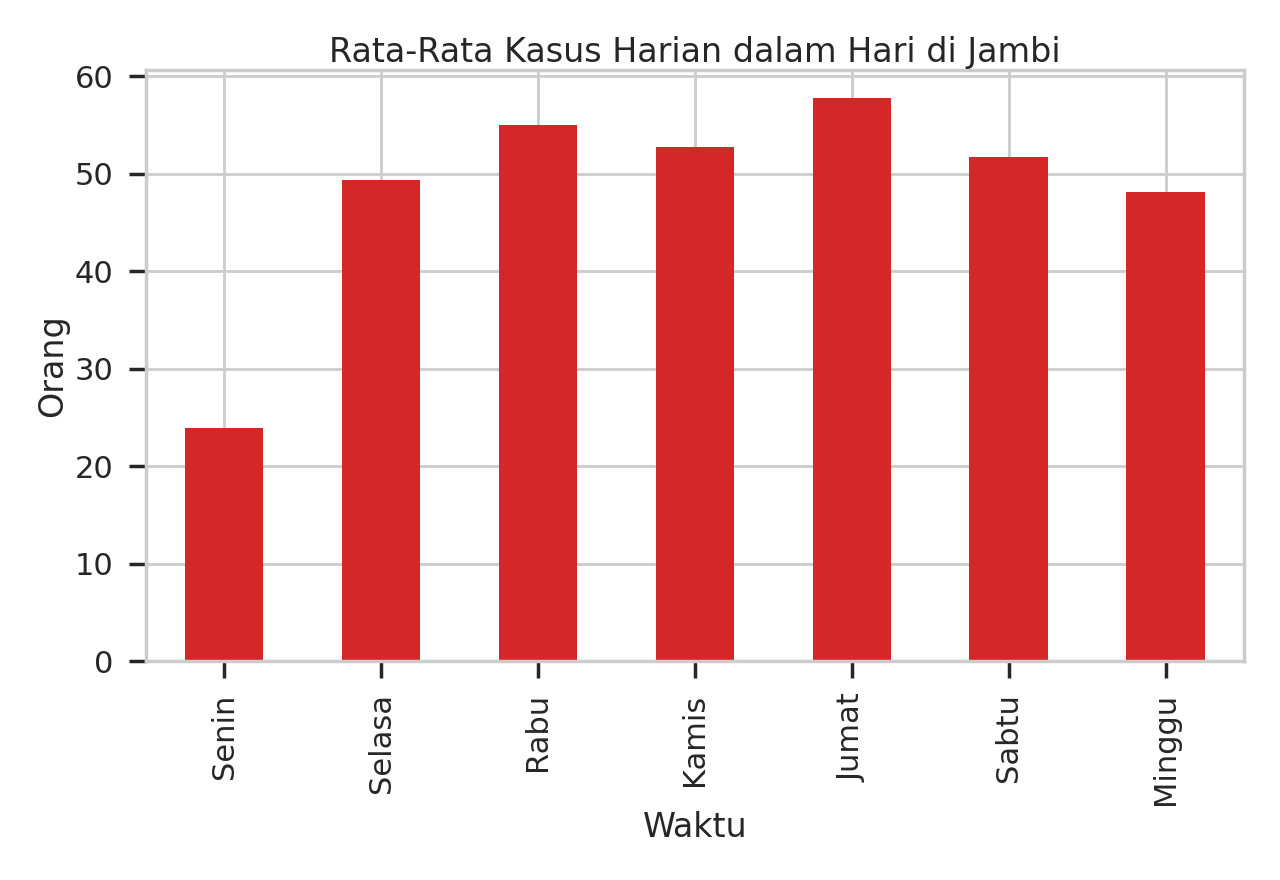 Rata-Rata Kasus Harian dalam Hari di Jambi
60
50
40
30
20
10
0
Orang
Senin
Selasa
Rabu
Kamis
Jumat
Sabtu
Minggu
Waktu